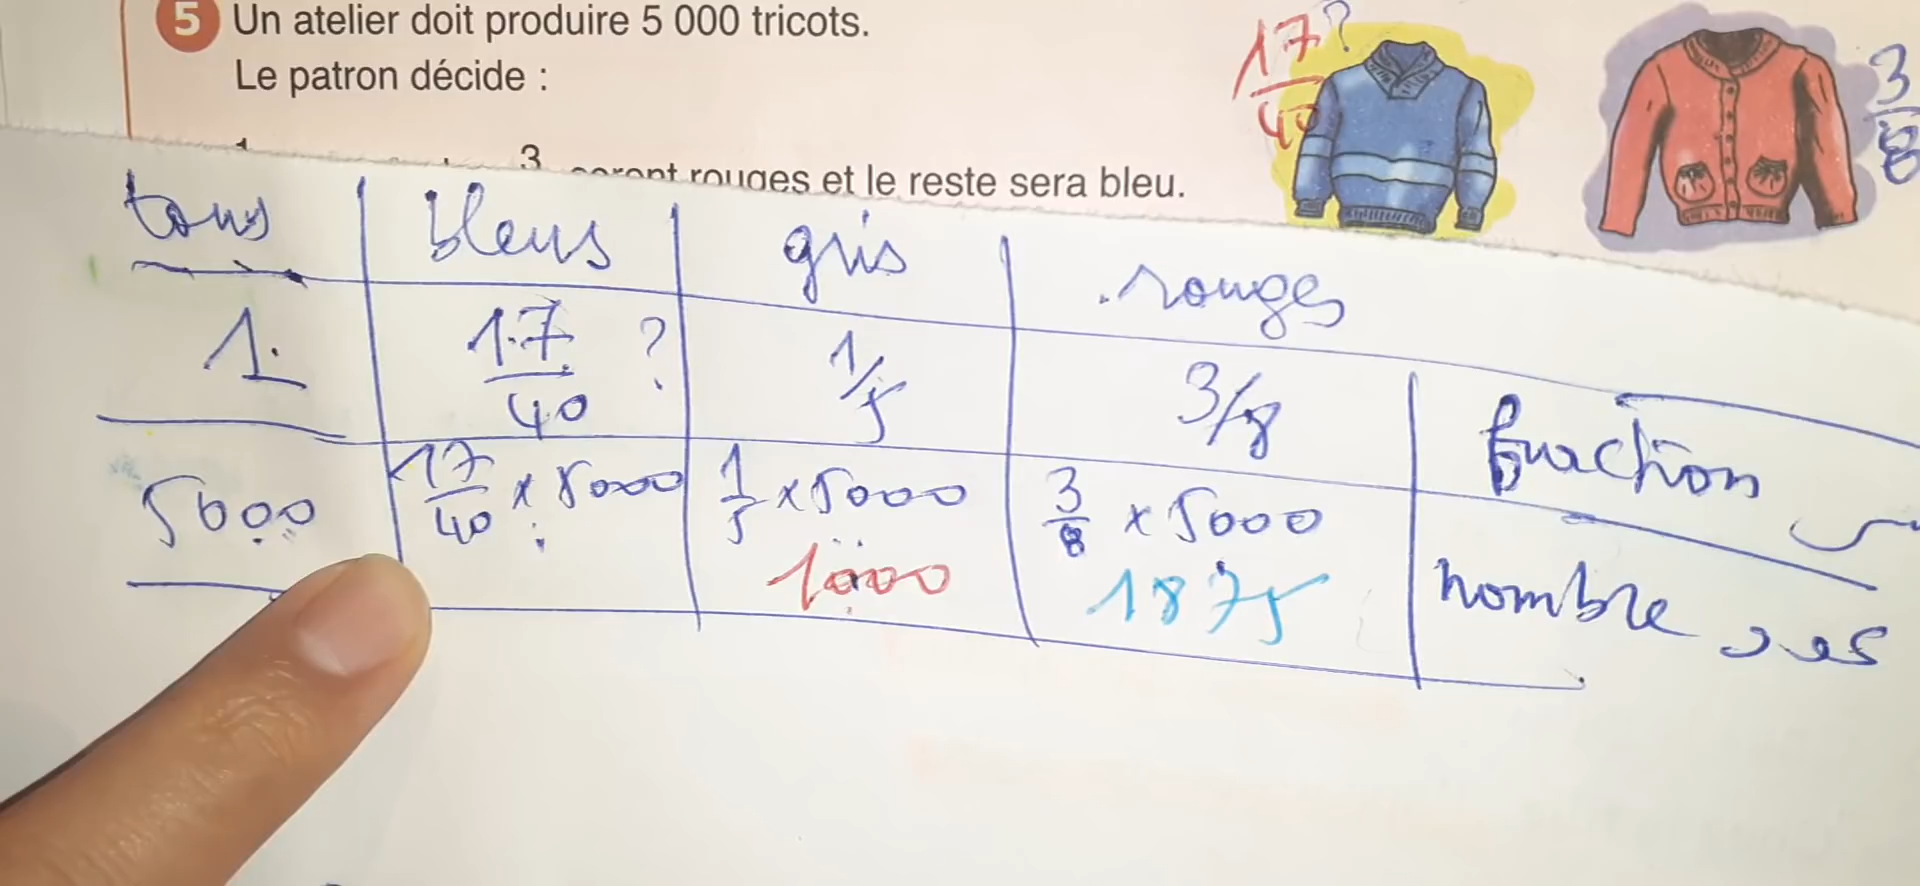 5 Un atelier doit produire 5 000 tricots.
Le patron décide :
3 seront rouges et le reste sera bleu.
17/40 ?
3/8
tous bleus gris rouges
1 17/40 ? 1/5 3/8 fraction
5000 17/40 x 5000 1/5 x 5000 3/8 x 5000
1000 1875 nombre